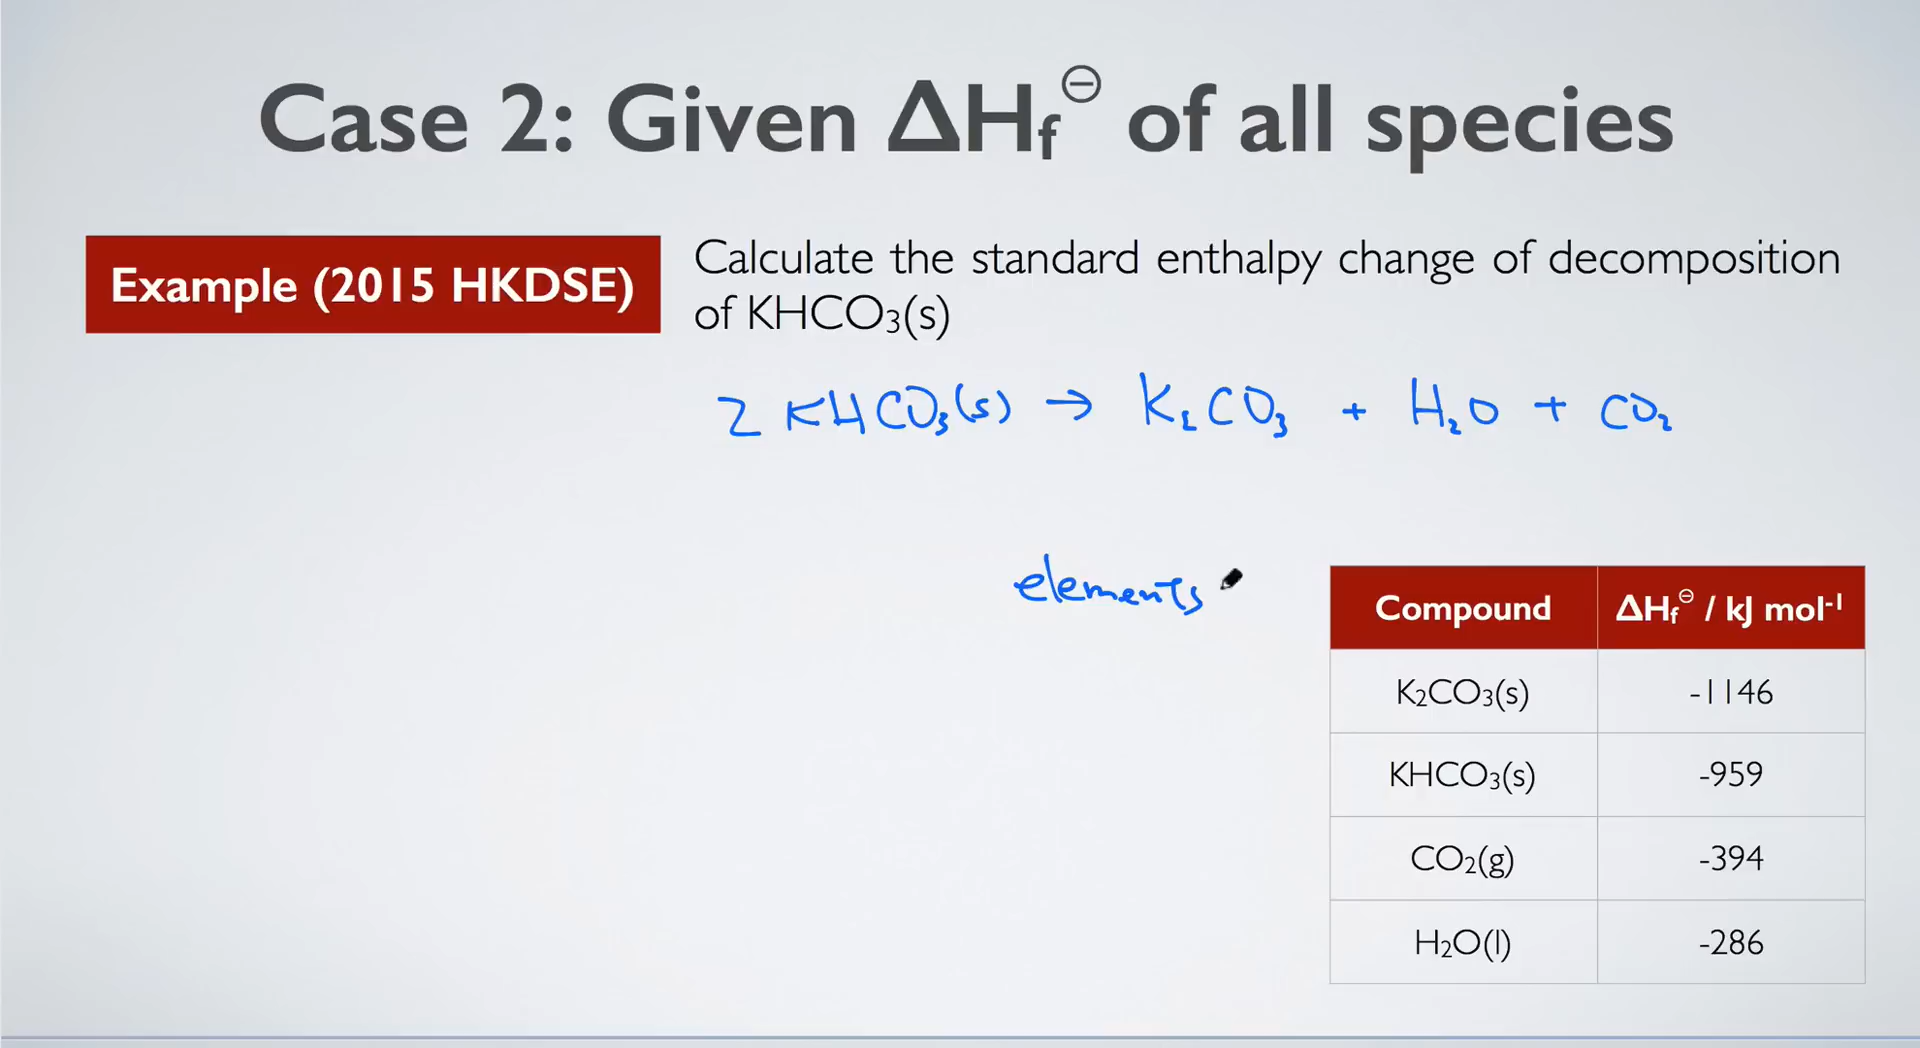 Case 2: Given ΔHf⊖ of all species
Example (2015 HKDSE)
Calculate the standard enthalpy change of decomposition
of KHCO₃(s)
2 KHCO₃(s) → K₂CO₃ + H₂O + CO₂
elements
Compound ΔHf⊖ / kJ mol⁻¹
K₂CO₃(s) -1146
KHCO₃(s) -959
CO₂(g) -394
H₂O(l) -286